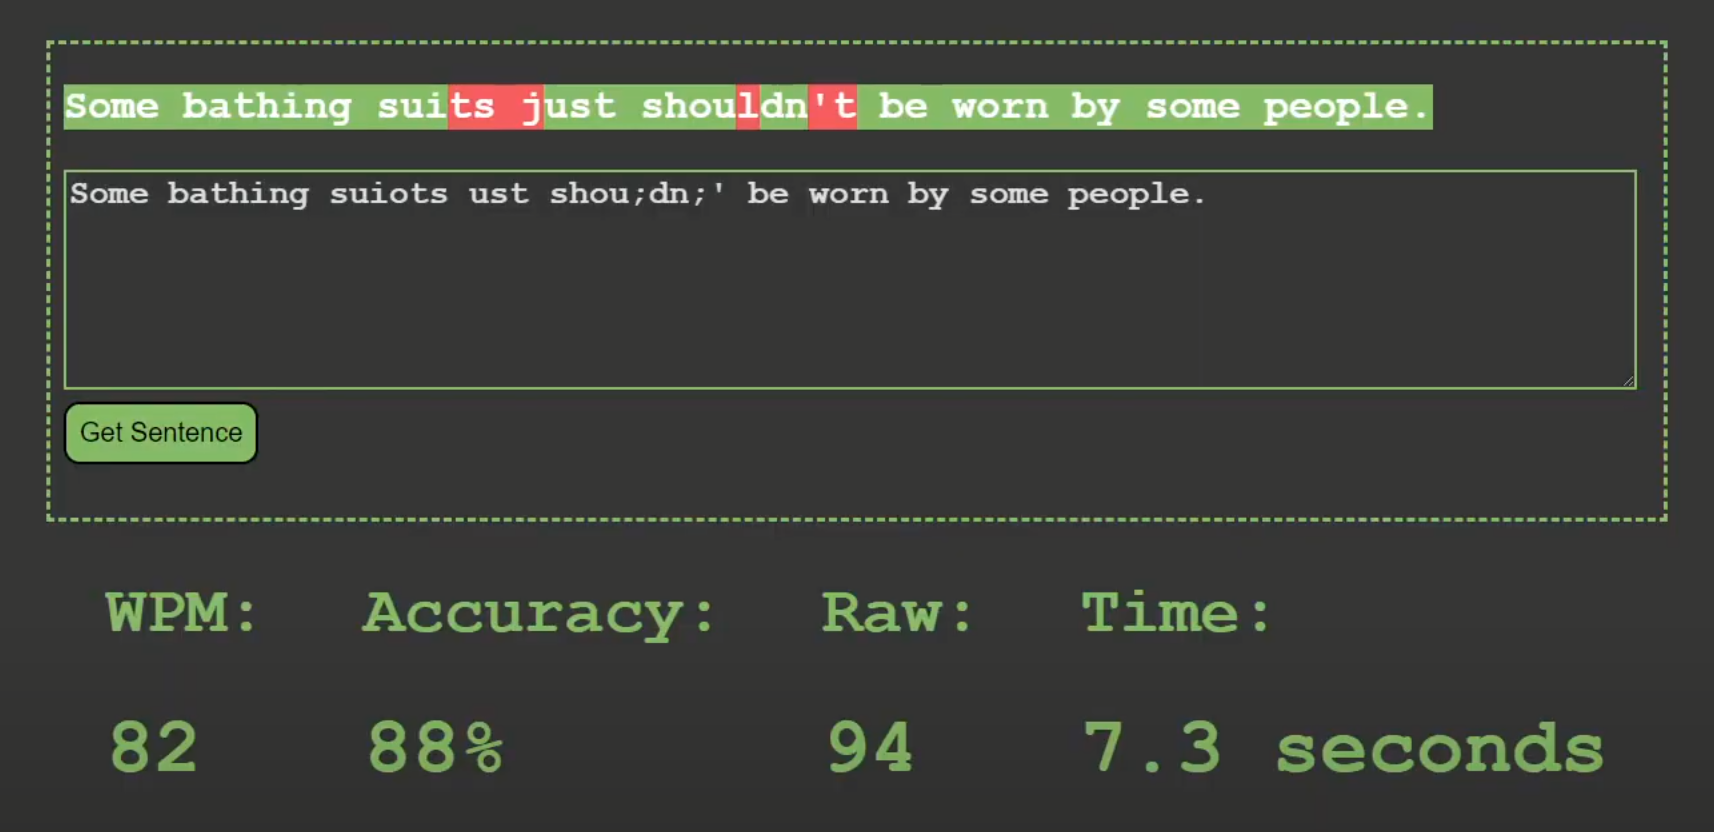 Some bathing suits just shouldn't be worn by some people.
Some bathing suiots ust shou;dn;' be worn by some people.
Get Sentence
WPM: Accuracy: Raw: Time:
82 88% 94 7.3 seconds